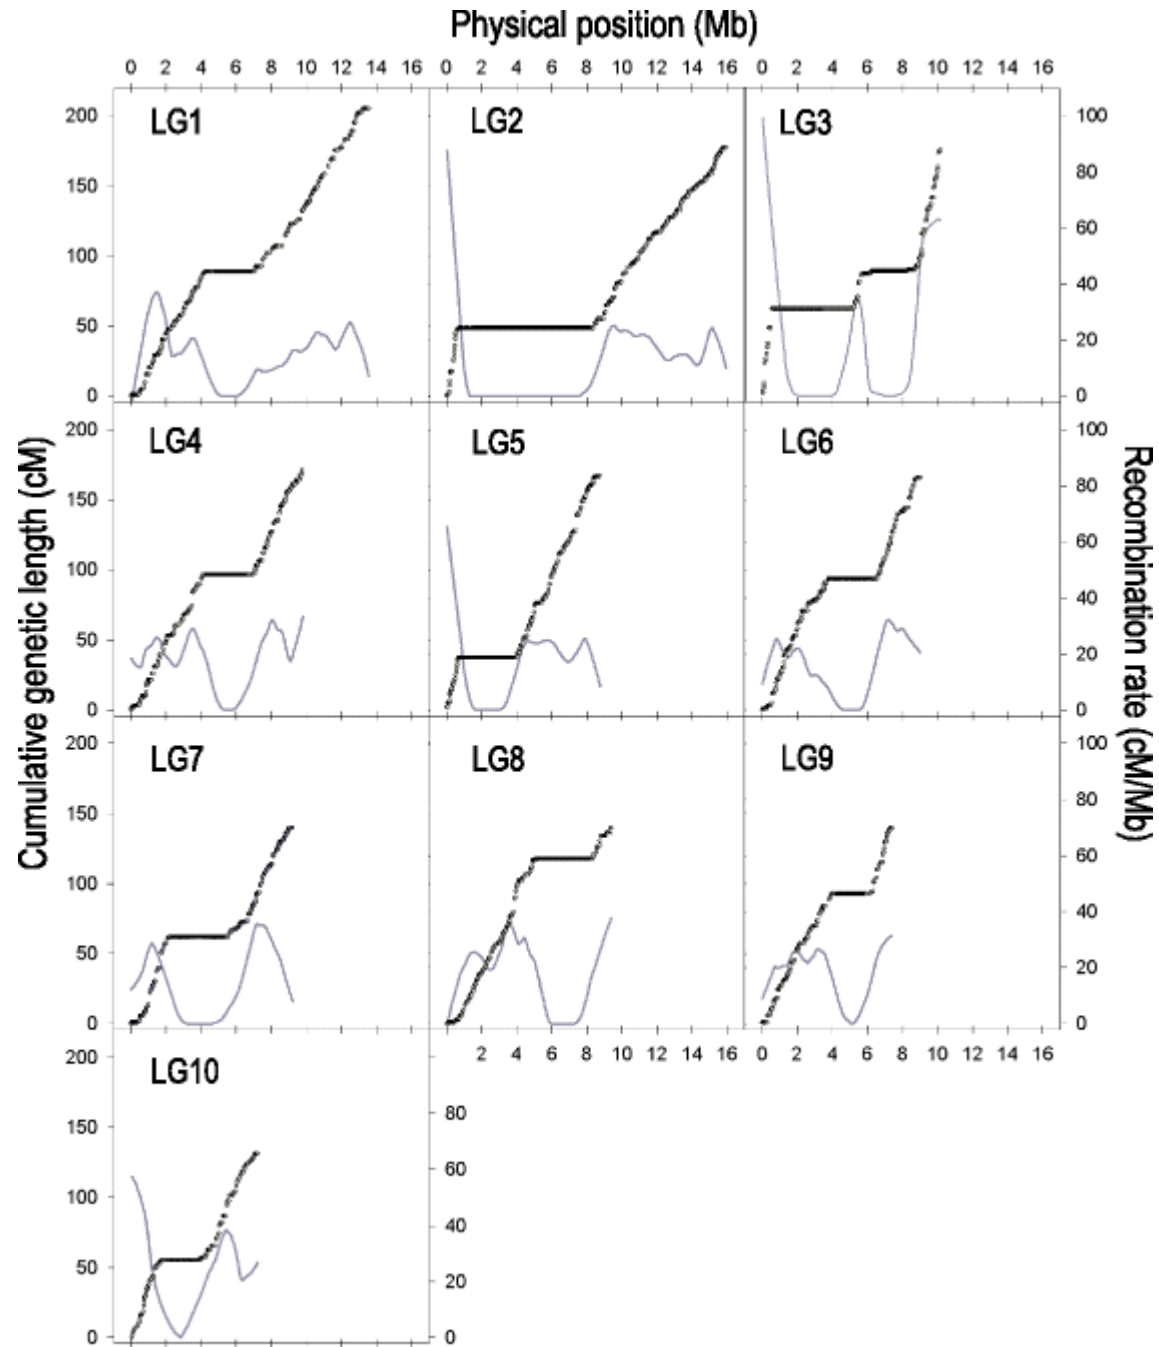 Physical position (Mb)
0 2 4 6 8 10 12 14 16 0 2 4 6 8 10 12 14 16 0 2 4 6 8 10 12 14 16
LG1 LG2 LG3
200 150 100 50 0
100 80 60 40 20 0
LG4 LG5 LG6
200 150 100 50 0
100 80 60 40 20 0
Cumulative genetic length (cM)
Recombination rate (cM/Mb)
LG7 LG8 LG9
200 150 100 50 0
100 80 60 40 20 0
2 4 6 8 10 12 14 16 0 2 4 6 8 10 12 14 16
LG10
200 150 100 50 0
80 60 40 20 0